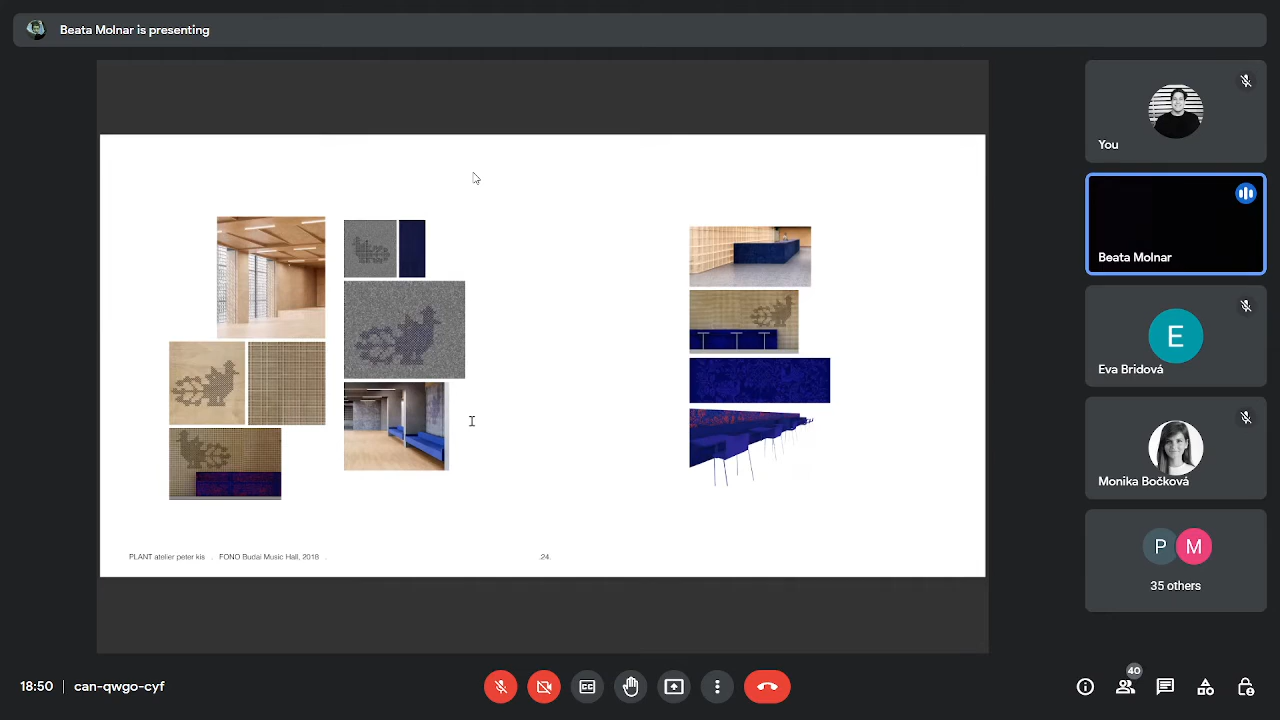 Beata Molnar is presenting
You
Beata Molnar
E
Eva Bridová
Monika Bočková
P M
35 others
PLANT atelier peter kis . FONO Budai Music Hall, 2018 .
.24.
18:50 | can-qwgo-cyf
40